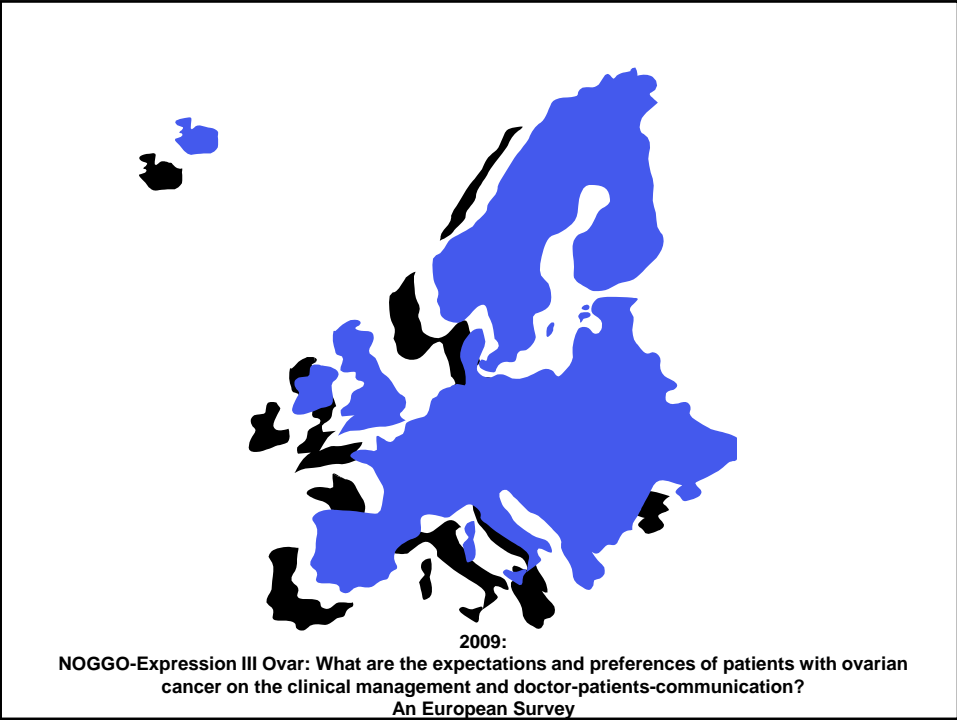 2009:
NOGGO-Expression III Ovar: What are the expectations and preferences of patients with ovarian
cancer on the clinical management and doctor-patients-communication?
An European Survey